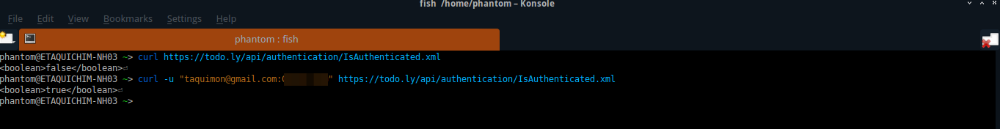 fish /home/phantom – Konsole
File Edit View Bookmarks Settings Help
phantom : fish
phantom@ETAQUICHIM-NH03 ~> curl https://todo.ly/api/authentication/IsAuthenticated.xml
<boolean>false</boolean>⏎
phantom@ETAQUICHIM-NH03 ~> curl -u "taquimon@gmail.com: " https://todo.ly/api/authentication/IsAuthenticated.xml
<boolean>true</boolean>⏎
phantom@ETAQUICHIM-NH03 ~>